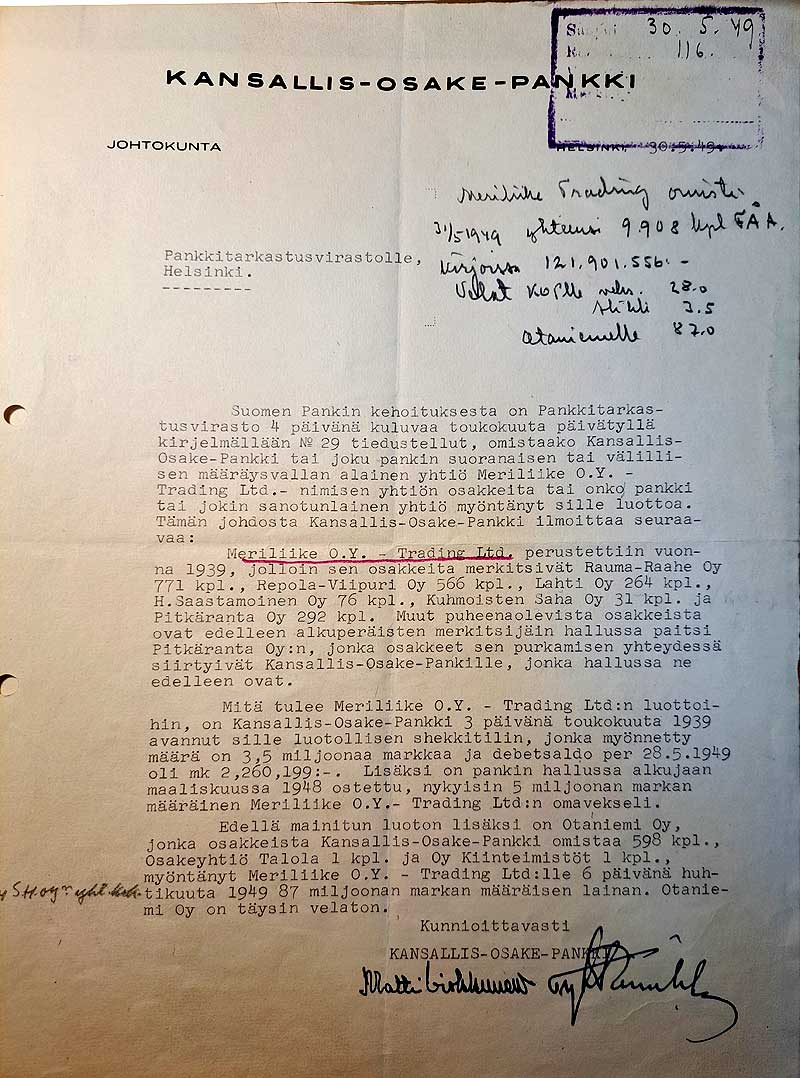 30. 5. 49
116.
KANSALLIS-OSAKE-PANKKI
JOHTOKUNTA
HELSINKI, 30.5.49.
Meriliike Trading omisti
31/5 1949 yhteensä 9.908 kpl FÅA.
Kirjoissa 121.901.556.-
Velat KOPlle 28.0
3.5
Otaniemelle 87.0
Pankkitarkastusvirastolle,
Helsinki.
---------
Suomen Pankin kehoituksesta on Pankkitarkas-
tusvirasto 4 päivänä kuluvaa toukokuuta päivätyllä
kirjelmällään № 29 tiedustellut, omistaako Kansallis-
Osake-Pankki tai joku pankin suoranaisen tai välilli-
sen määräysvallan alainen yhtiö Meriliike O.Y. -
Trading Ltd.- nimisen yhtiön osakkeita tai onko pankki
tai jokin sanotunlainen yhtiö myöntänyt sille luottoa.
Tämän johdosta Kansallis-Osake-Pankki ilmoittaa seuraa-
vaa:
Meriliike O.Y. - Trading Ltd. perustettiin vuon-
na 1939, jolloin sen osakkeita merkitsivät Rauma-Raahe Oy
771 kpl., Repola-Viipuri Oy 566 kpl., Lahti Oy 264 kpl.,
H.Saastamoinen Oy 76 kpl., Kuhmoisten Saha Oy 31 kpl. ja
Pitkäranta Oy 292 kpl. Muut puheenaolevista osakkeista
ovat edelleen alkuperäisten merkitsijäin hallussa paitsi
Pitkäranta Oy:n, jonka osakkeet sen purkamisen yhteydessä
siirtyivät Kansallis-Osake-Pankille, jonka hallussa ne
edelleen ovat.
Mitä tulee Meriliike O.Y. - Trading Ltd:n luottoi-
hin, on Kansallis-Osake-Pankki 3 päivänä toukokuuta 1939
avannut sille luotollisen shekkitilin, jonka myönnetty
määrä on 3,5 miljoonaa markkaa ja debetsaldo per 28.5.1949
oli mk 2,260,199:-. Lisäksi on pankin hallussa alkujaan
maaliskuussa 1948 ostettu, nykyisin 5 miljoonan markan
määräinen Meriliike O.Y.- Trading Ltd:n omavekseli.
Edellä mainitun luoton lisäksi on Otaniemi Oy,
jonka osakkeista Kansallis-Osake-Pankki omistaa 598 kpl.,
Osakeyhtiö Talola 1 kpl. ja Oy Kiinteimistöt 1 kpl.,
myöntänyt Meriliike O.Y. - Trading Ltd:lle 6 päivänä huh-
tikuuta 1949 87 miljoonan markan määräisen lainan. Otanie-
mi Oy on täysin velaton.
Kunnioittavasti
KANSALLIS-OSAKE-PANKKI